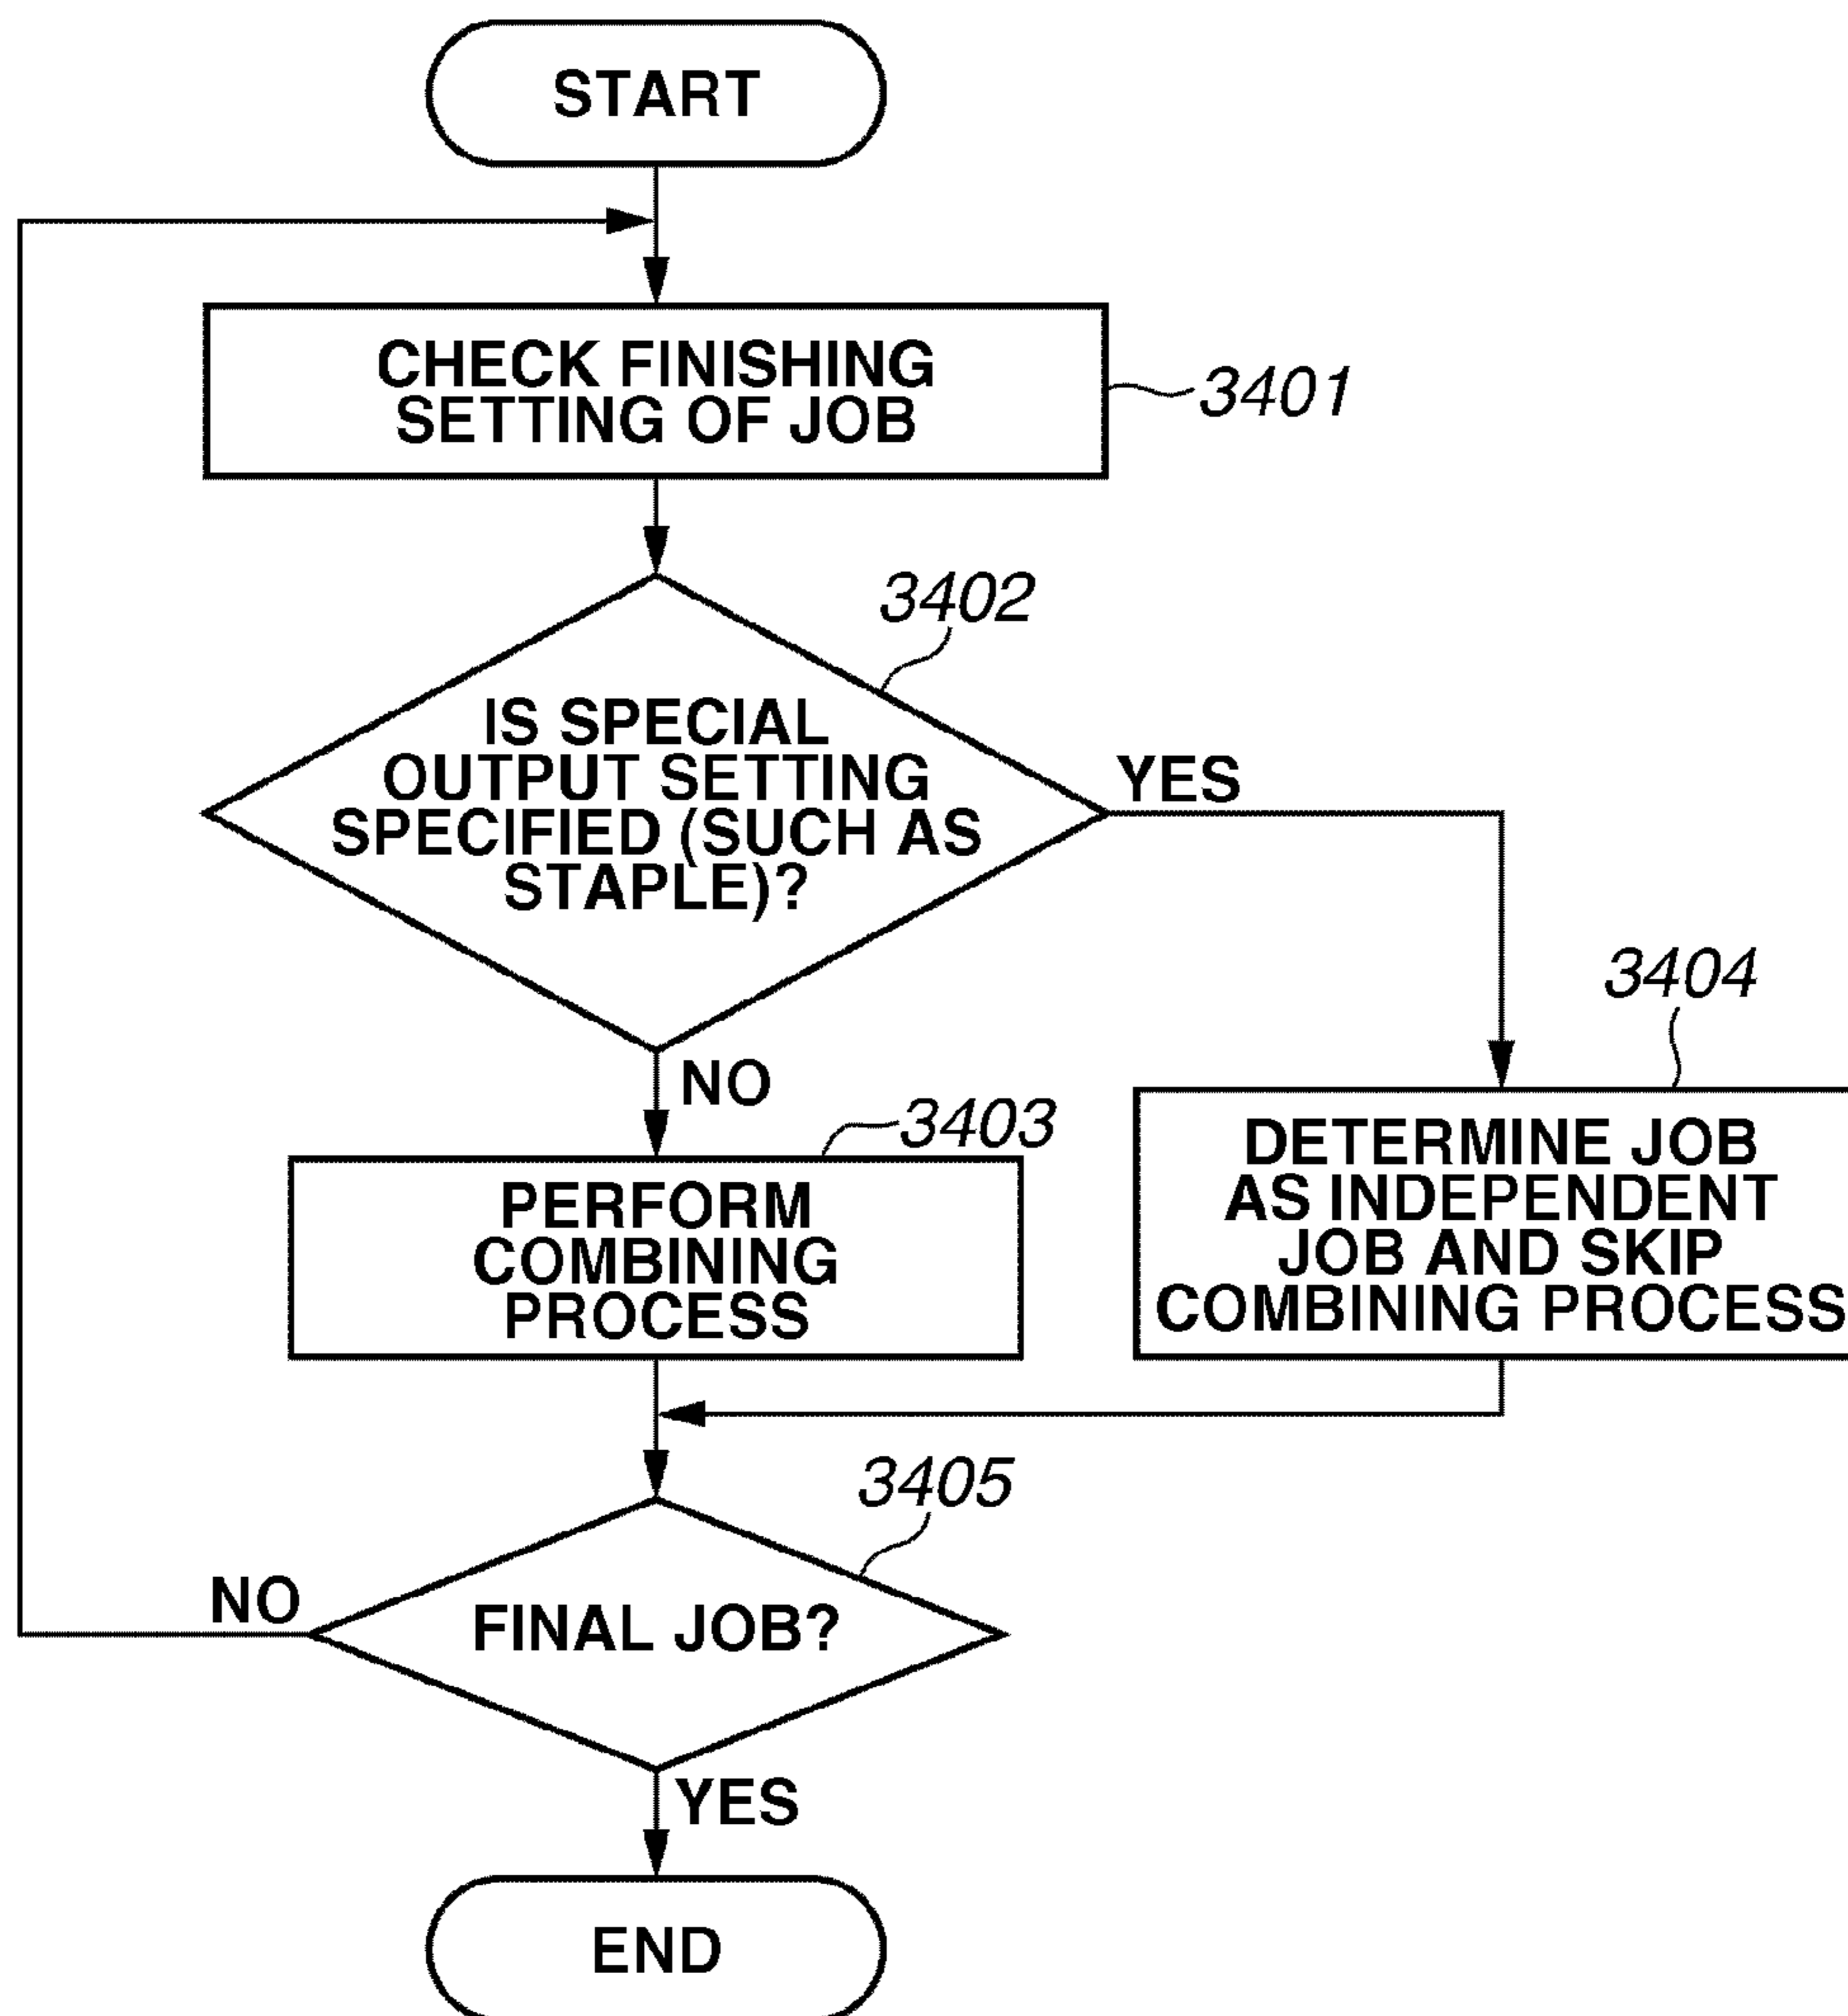 START
CHECK FINISHING
SETTING OF JOB
3401
3402
IS SPECIAL
OUTPUT SETTING
SPECIFIED (SUCH AS
STAPLE)?
YES
NO
3403
PERFORM
COMBINING
PROCESS
3404
DETERMINE JOB
AS INDEPENDENT
JOB AND SKIP
COMBINING PROCESS
3405
FINAL JOB?
NO
YES
END